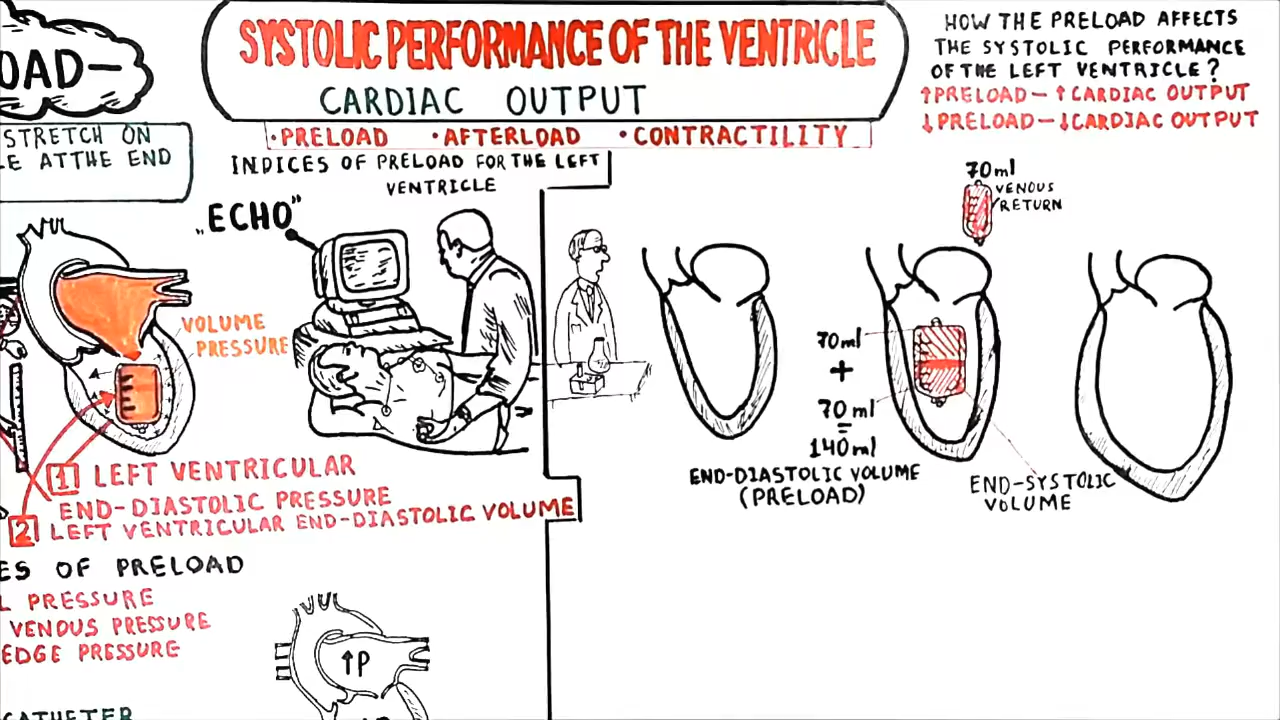 OAD-
SYSTOLIC PERFORMANCE OF THE VENTRICLE
CARDIAC OUTPUT
•PRELOAD •AFTERLOAD •CONTRACTILITY
STRETCH ON
E AT THE END
INDICES OF PRELOAD FOR THE LEFT
VENTRICLE
„ECHO”
VOLUME
PRESSURE
1 LEFT VENTRICULAR
END-DIASTOLIC PRESSURE
2 LEFT VENTRICULAR END-DIASTOLIC VOLUME
ES OF PRELOAD
L PRESSURE
VENOUS PRESSURE
EDGE PRESSURE
CATHETER
↑P
HOW THE PRELOAD AFFECTS
THE SYSTOLIC PERFORMANCE
OF THE LEFT VENTRICLE?
↑PRELOAD-↑CARDIAC OUTPUT
↓PRELOAD-↓CARDIAC OUTPUT
70ml
VENOUS
RETURN
70ml
+
70ml
=
140ml
END-DIASTOLIC VOLUME
(PRELOAD)
END-SYSTOLIC
VOLUME